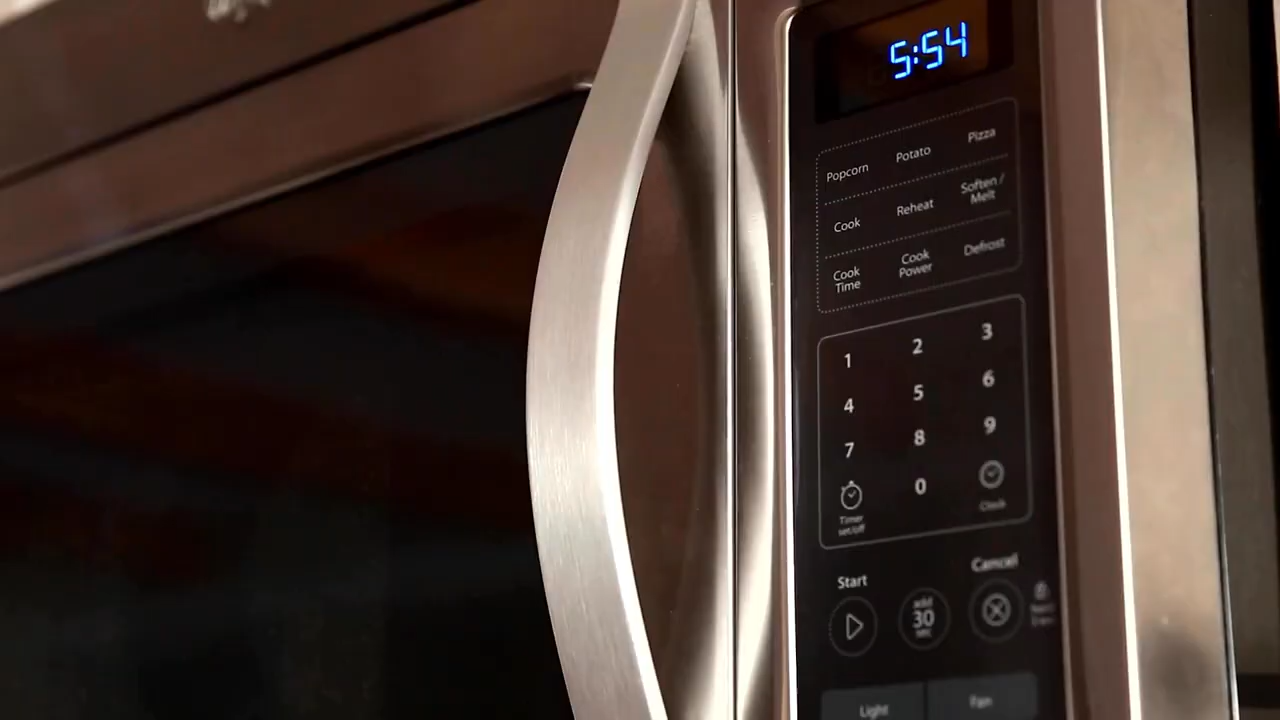 5:54
Popcorn Potato Pizza
Cook Reheat Soften /
Melt
Cook
Time
Cook
Power
Defrost
1 2 3
4 5 6
7 8 9
Timer
set/off
0
Clock
Start
add
30
sec
Cancel
Light Fan